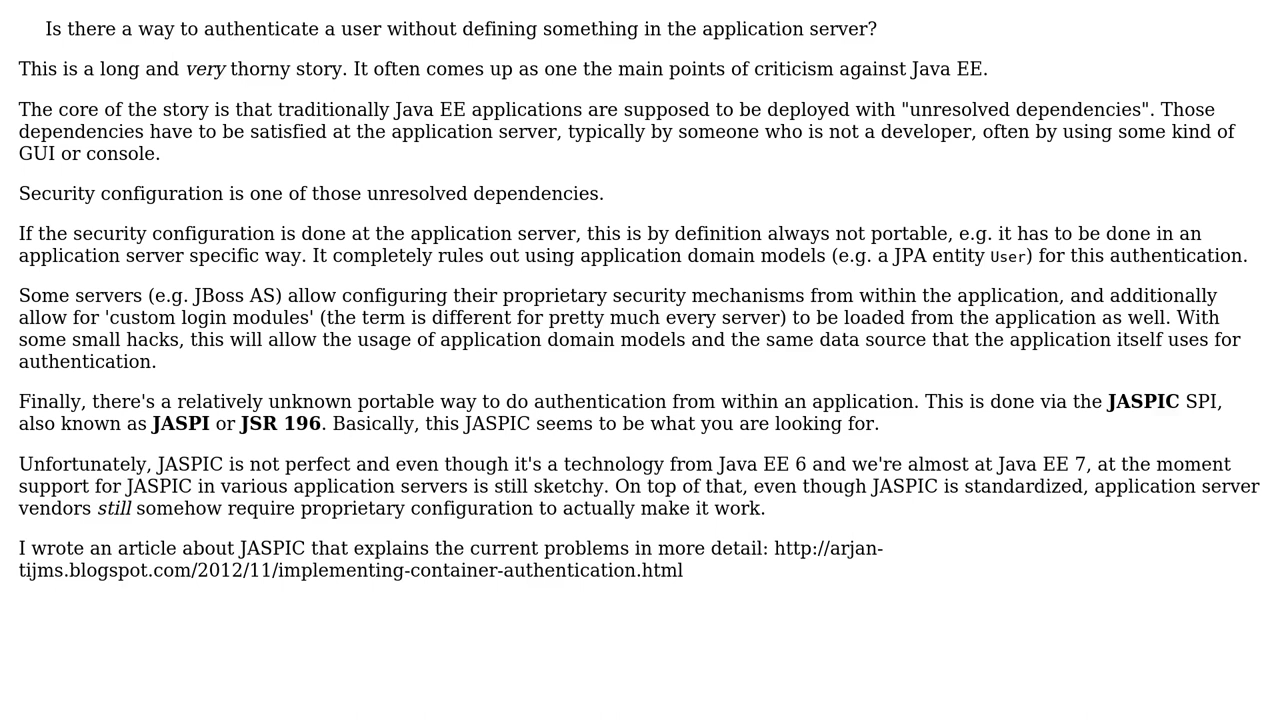 Is there a way to authenticate a user without defining something in the application server?
This is a long and very thorny story. It often comes up as one the main points of criticism against Java EE.
The core of the story is that traditionally Java EE applications are supposed to be deployed with "unresolved dependencies". Those
dependencies have to be satisfied at the application server, typically by someone who is not a developer, often by using some kind of
GUI or console.
Security configuration is one of those unresolved dependencies.
If the security configuration is done at the application server, this is by definition always not portable, e.g. it has to be done in an
application server specific way. It completely rules out using application domain models (e.g. a JPA entity User) for this authentication.
Some servers (e.g. JBoss AS) allow configuring their proprietary security mechanisms from within the application, and additionally
allow for 'custom login modules' (the term is different for pretty much every server) to be loaded from the application as well. With
some small hacks, this will allow the usage of application domain models and the same data source that the application itself uses for
authentication.
Finally, there's a relatively unknown portable way to do authentication from within an application. This is done via the JASPIC SPI,
also known as JASPI or JSR 196. Basically, this JASPIC seems to be what you are looking for.
Unfortunately, JASPIC is not perfect and even though it's a technology from Java EE 6 and we're almost at Java EE 7, at the moment
support for JASPIC in various application servers is still sketchy. On top of that, even though JASPIC is standardized, application server
vendors still somehow require proprietary configuration to actually make it work.
I wrote an article about JASPIC that explains the current problems in more detail: http://arjan-
tijms.blogspot.com/2012/11/implementing-container-authentication.html